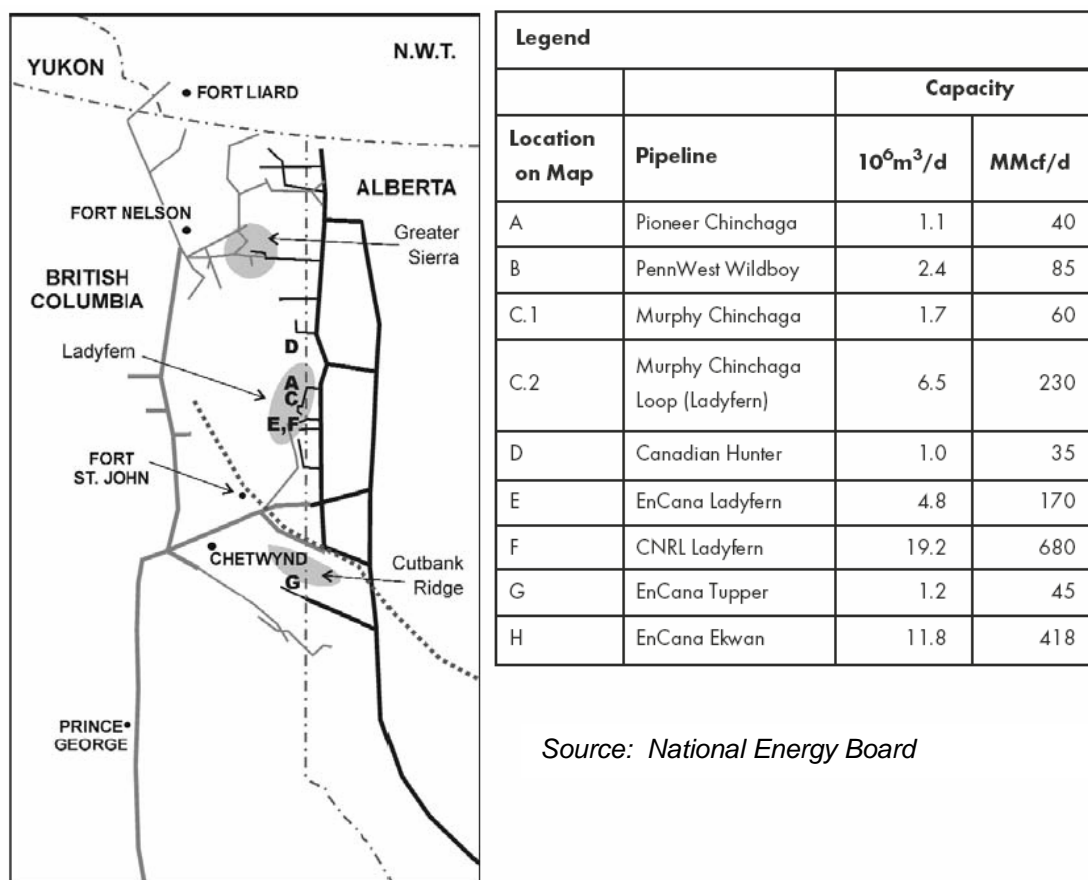 YUKON
N.W.T.
FORT LIARD
ALBERTA
FORT NELSON
Greater
Sierra
BRITISH
COLUMBIA
Ladyfern
D
A
C
E,F
FORT
ST. JOHN
CHETWYND
Cutbank
Ridge
G
PRINCE
GEORGE
Legend
Capacity
Location
on Map
Pipeline
10⁶m³/d
MMcf/d
A Pioneer Chinchaga 1.1 40
B PennWest Wildboy 2.4 85
C.1 Murphy Chinchaga 1.7 60
C.2 Murphy Chinchaga
Loop (Ladyfern) 6.5 230
D Canadian Hunter 1.0 35
E EnCana Ladyfern 4.8 170
F CNRL Ladyfern 19.2 680
G EnCana Tupper 1.2 45
H EnCana Ekwan 11.8 418
Source: National Energy Board